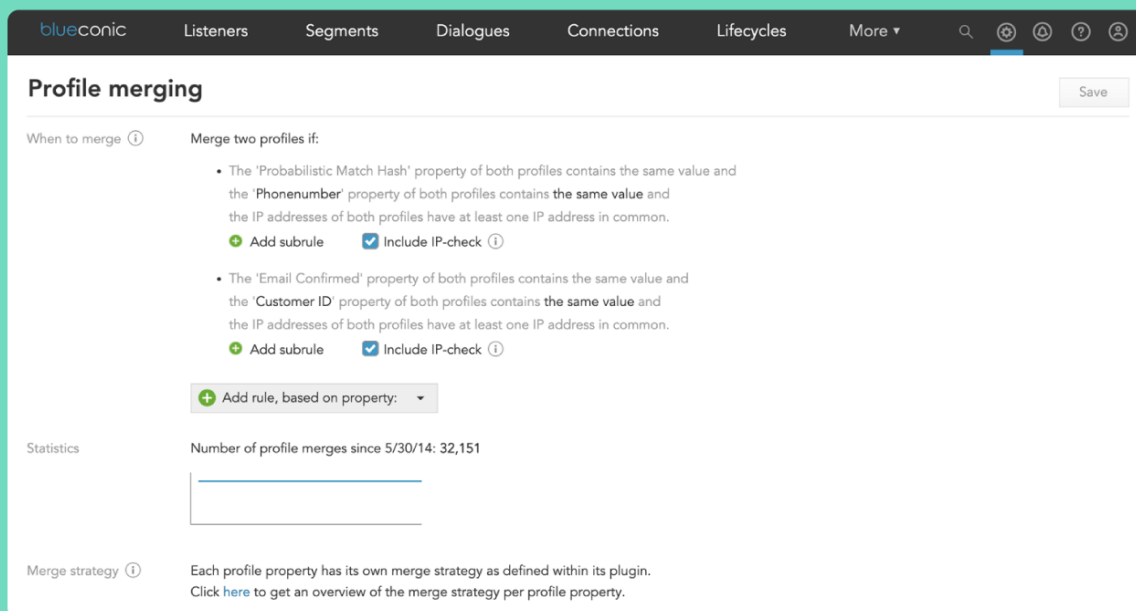 blueconic Listeners Segments Dialogues Connections Lifecycles More ▾
Profile merging
Save
When to merge
Merge two profiles if:
• The 'Probabilistic Match Hash' property of both profiles contains the same value and
the 'Phonenumber' property of both profiles contains the same value and
the IP addresses of both profiles have at least one IP address in common.
Add subrule Include IP-check
• The 'Email Confirmed' property of both profiles contains the same value and
the 'Customer ID' property of both profiles contains the same value and
the IP addresses of both profiles have at least one IP address in common.
Add subrule Include IP-check
Add rule, based on property:
Statistics
Number of profile merges since 5/30/14: 32,151
Merge strategy
Each profile property has its own merge strategy as defined within its plugin.
Click here to get an overview of the merge strategy per profile property.